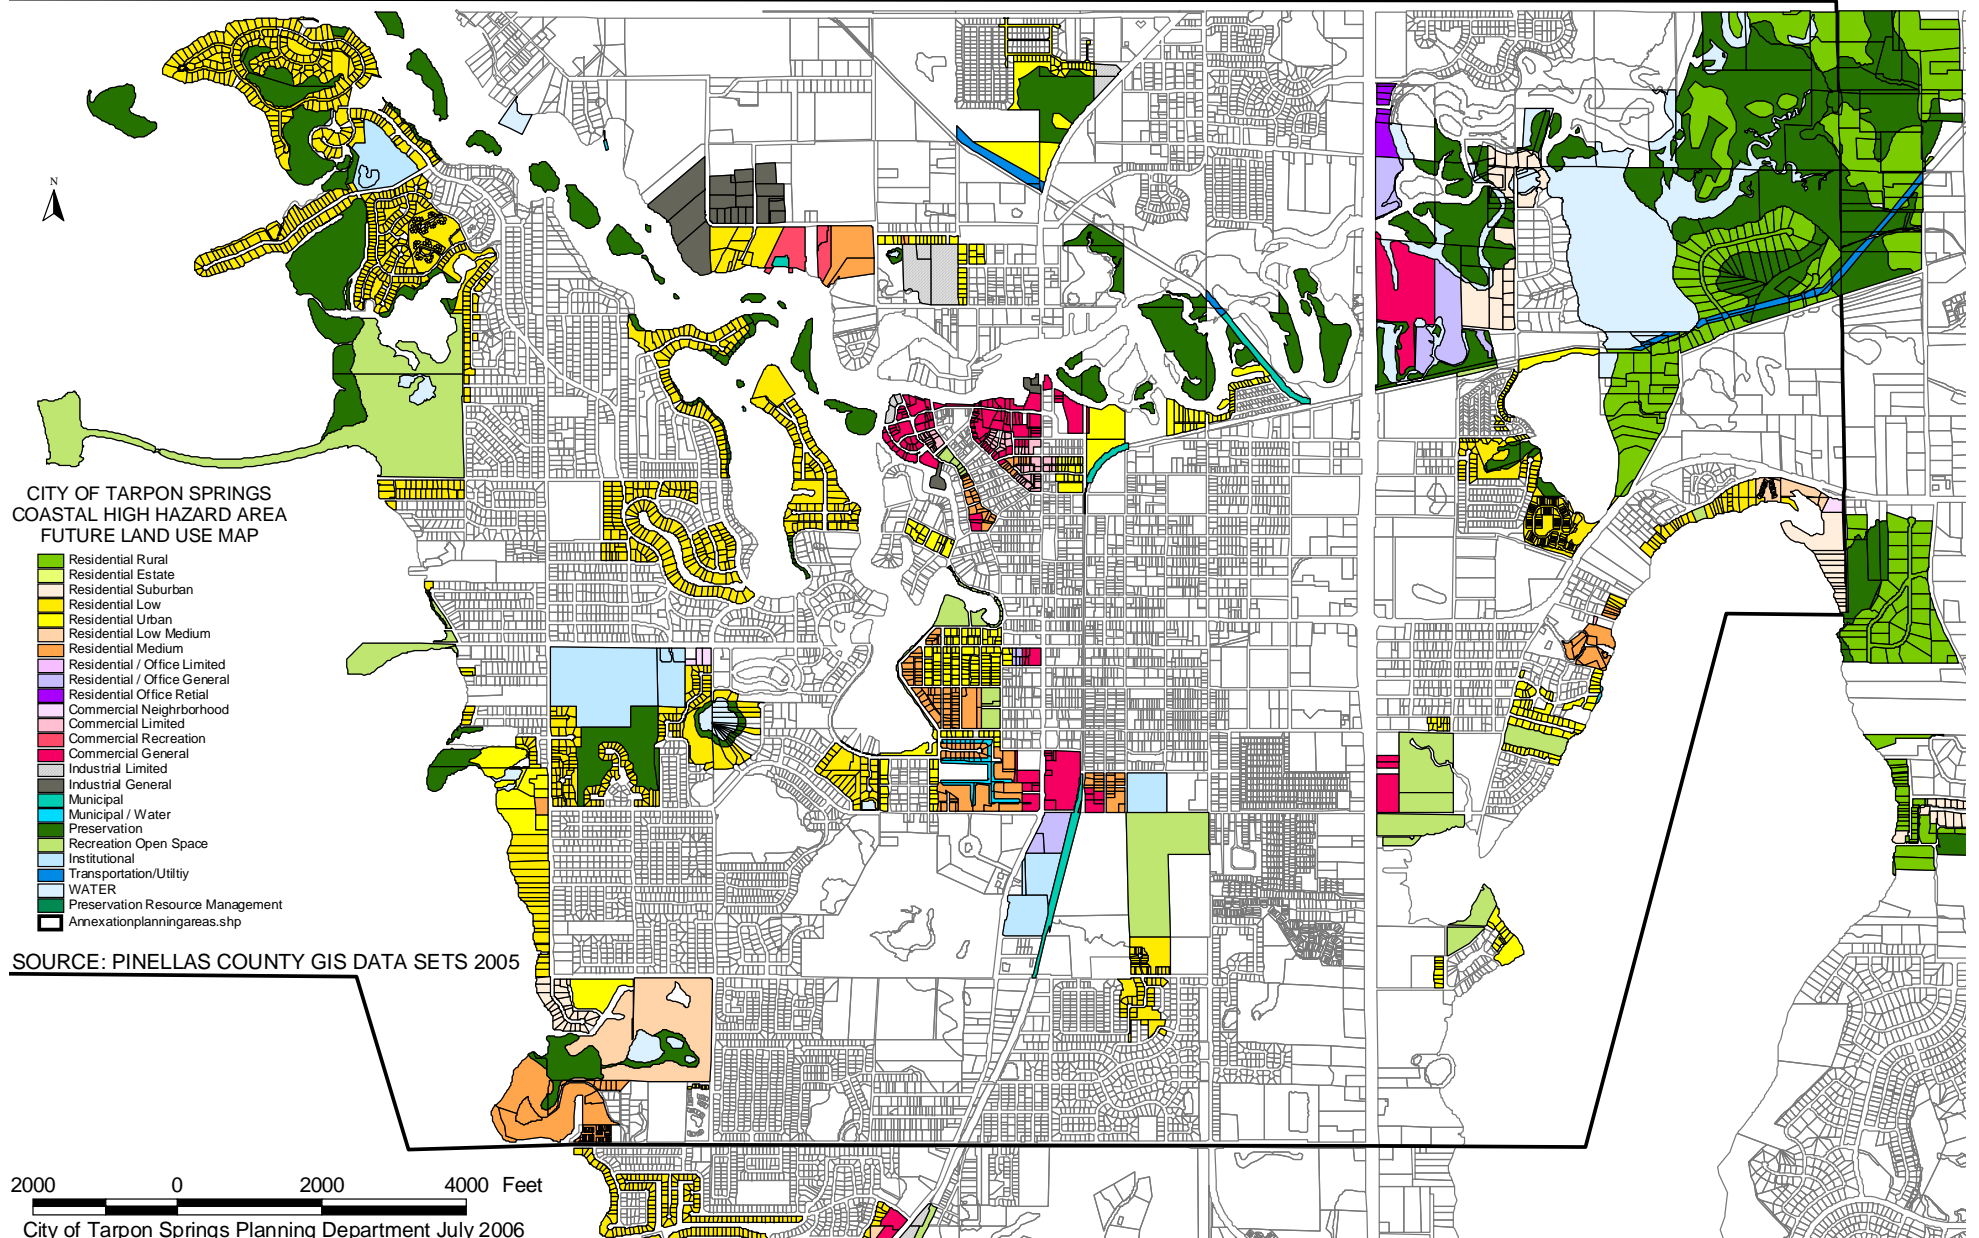 N
CITY OF TARPON SPRINGS
COASTAL HIGH HAZARD AREA
FUTURE LAND USE MAP
Residential Rural
Residential Estate
Residential Suburban
Residential Low
Residential Urban
Residential Low Medium
Residential Medium
Residential / Office Limited
Residential / Office General
Residential Office Retial
Commercial Neighrborhood
Commercial Limited
Commercial Recreation
Commercial General
Industrial Limited
Industrial General
Municipal
Municipal / Water
Preservation
Recreation Open Space
Institutional
Transportation/Utiltiy
WATER
Preservation Resource Management
Annexationplanningareas.shp
SOURCE: PINELLAS COUNTY GIS DATA SETS 2005
2000 0 2000 4000 Feet
City of Tarpon Springs Planning Department July 2006